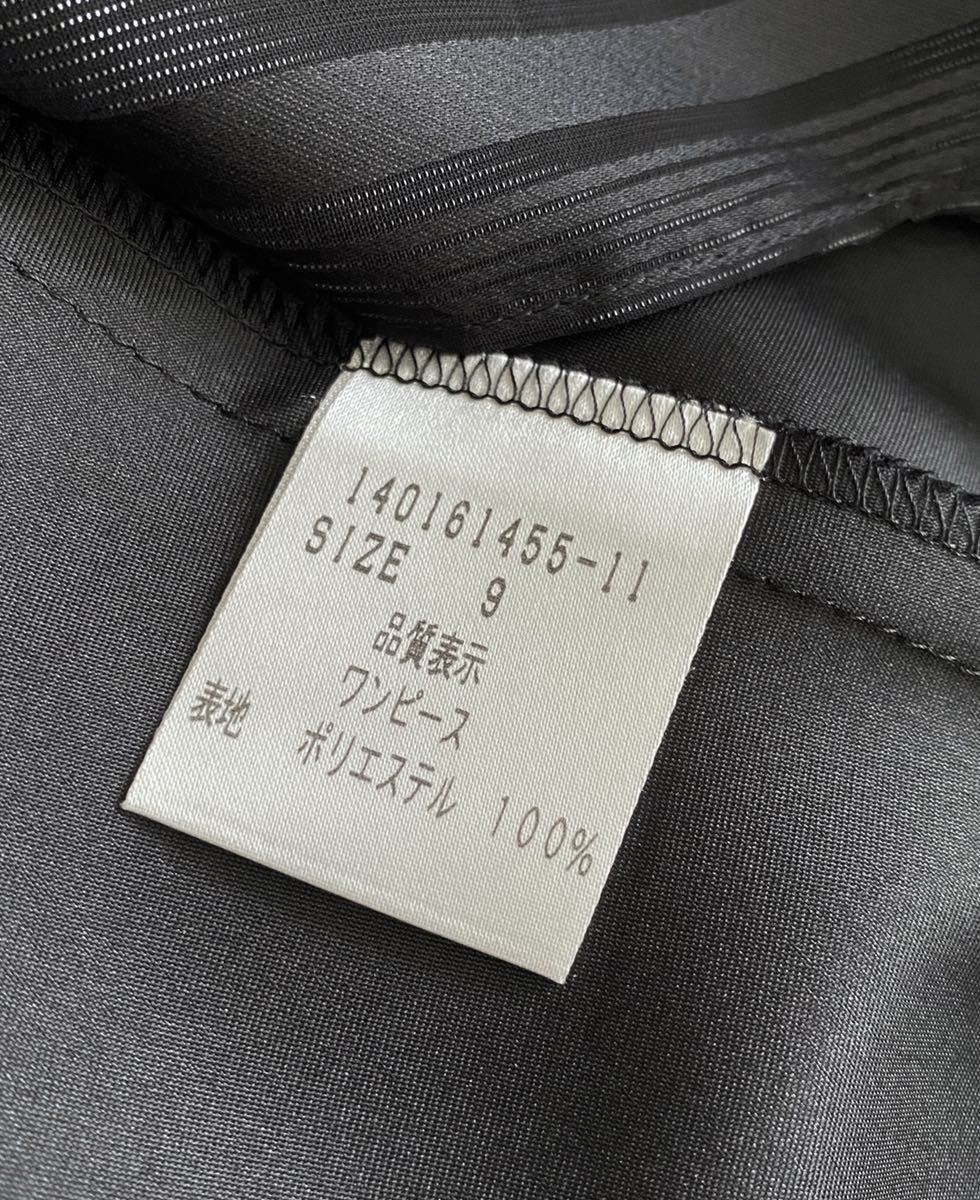 140161455-11
SIZE 9
品質表示
ワンピース
表地 ポリエステル 100%